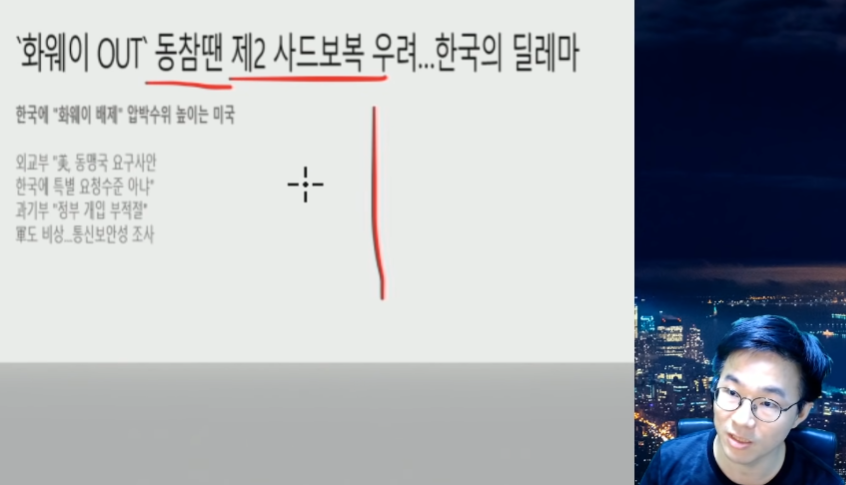 `화웨이 OUT` 동참땐 제2 사드보복 우려...한국의 딜레마
한국에 "화웨이 배제" 압박수위 높이는 미국
외교부 "美, 동맹국 요구사안
한국에 특별 요청수준 아냐"
과기부 "정부 개입 부적절"
軍도 비상...통신보안성 조사